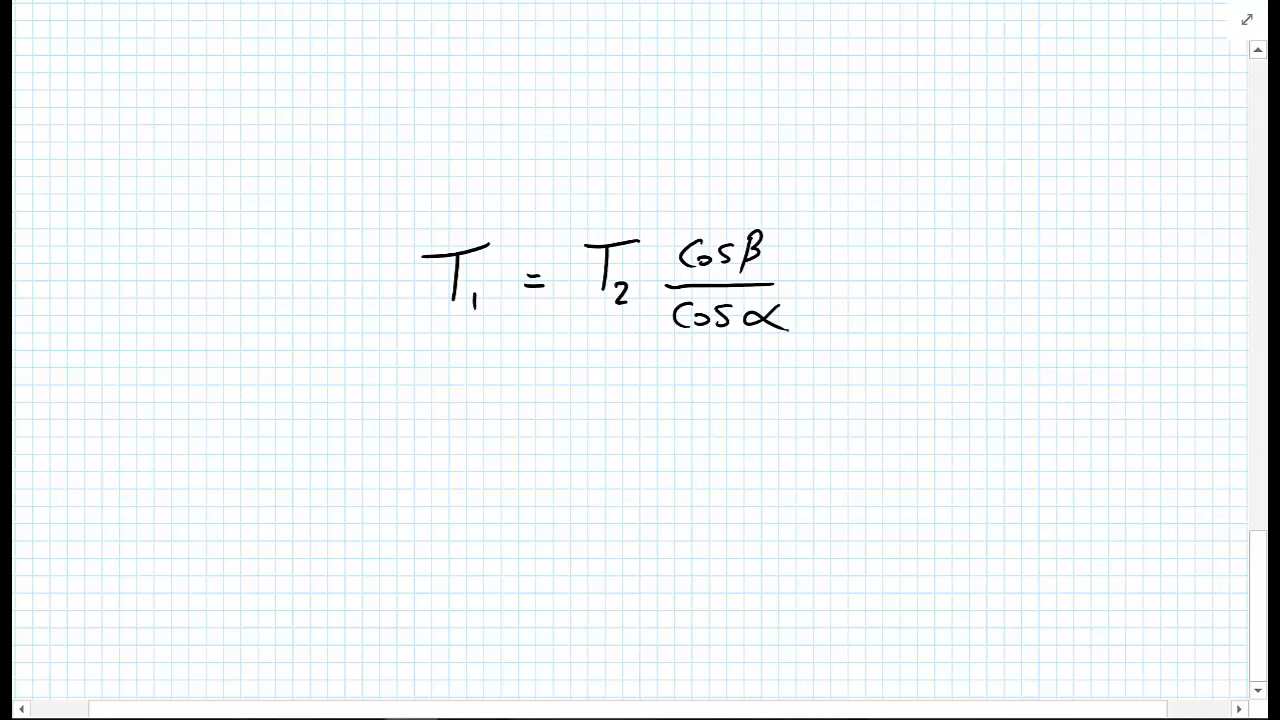 T₁ = T₂ cosβ / cosα